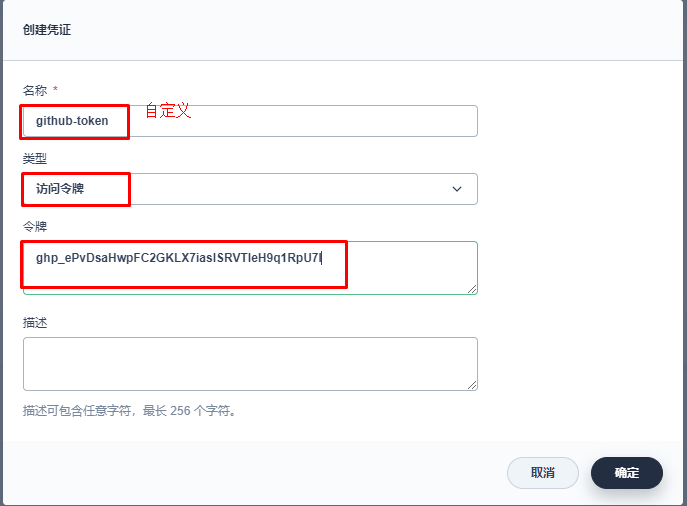 创建凭证
名称 *
github-token 自定义
类型
访问令牌
令牌
描述
描述可包含任意字符，最长 256 个字符。
取消 确定